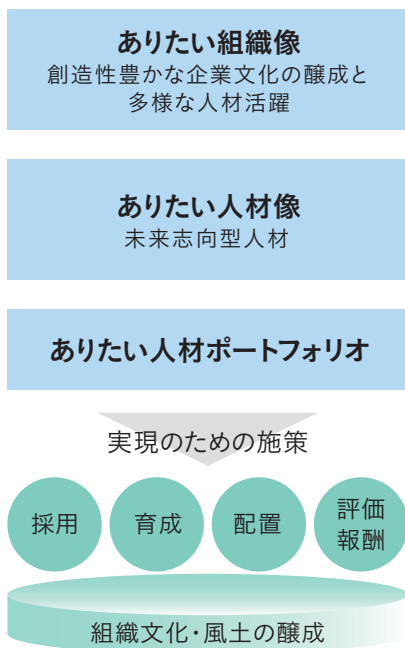 ありたい組織像
創造性豊かな企業文化の醸成と
多様な人材活躍
ありたい人材像
未来志向型人材
ありたい人材ポートフォリオ
実現のための施策
採用
育成
配置
評価
報酬
組織文化・風土の醸成